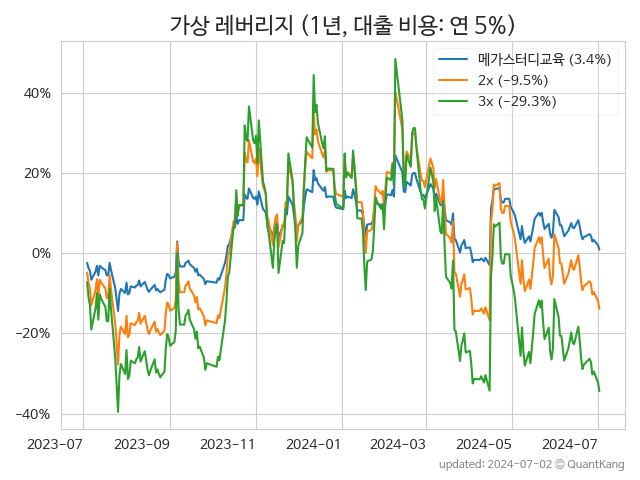 가상 레버리지 (1년, 대출 비용: 연 5%)
메가스터디교육 (3.4%)
2x (−9.5%)
3x (−29.3%)
40%
20%
0%
−20%
−40%
2023-07
2023-09
2023-11
2024-01
2024-03
2024-05
2024-07
updated: 2024-07-02 © QuantKang